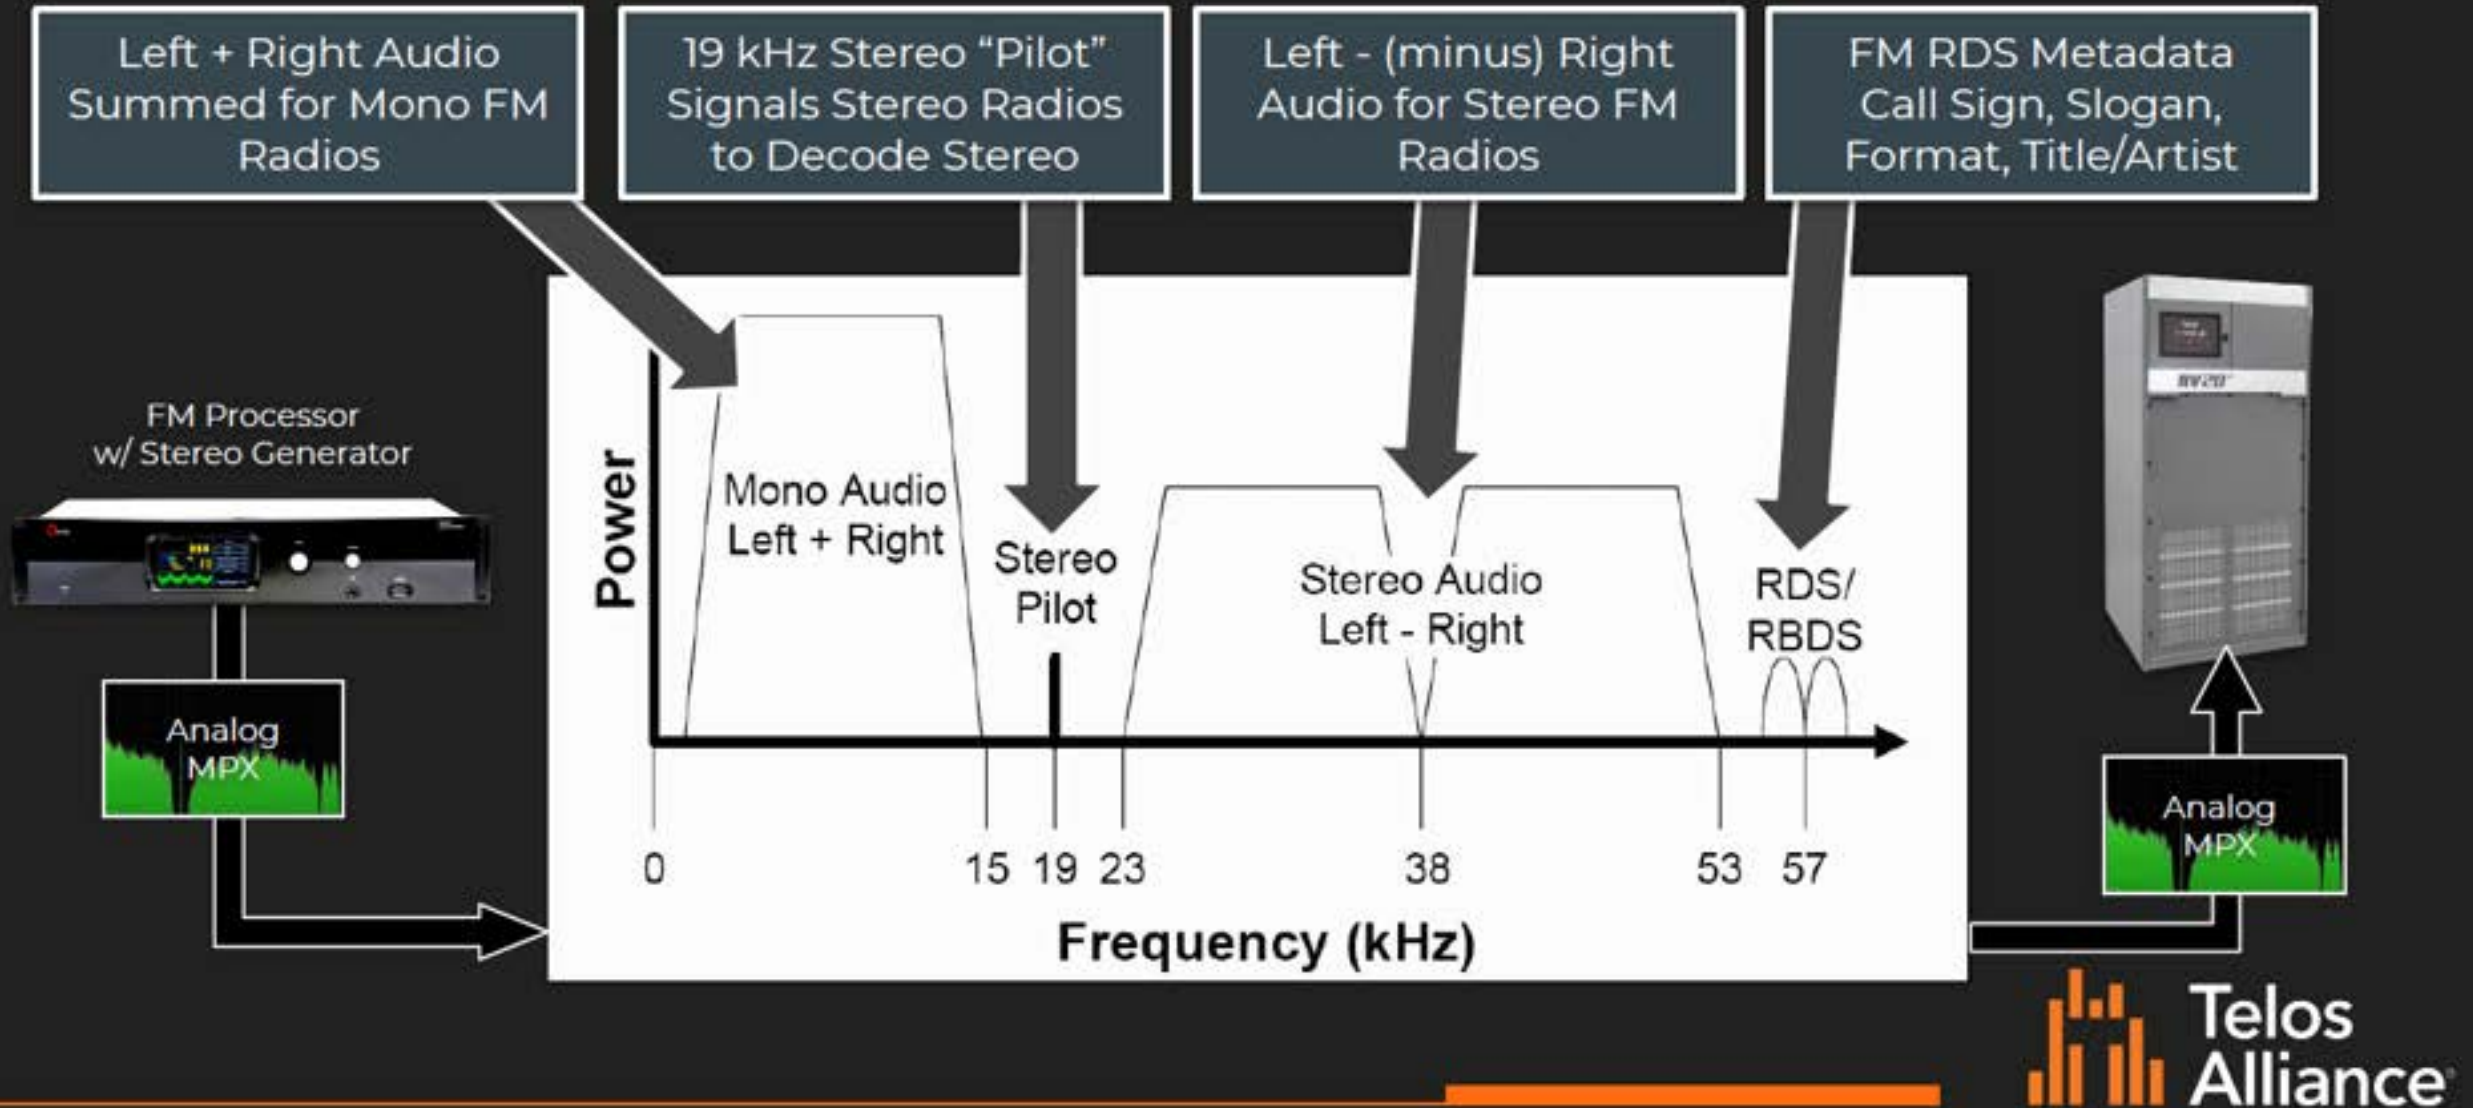 Left + Right Audio
Summed for Mono FM
Radios
19 kHz Stereo “Pilot”
Signals Stereo Radios
to Decode Stereo
Left - (minus) Right
Audio for Stereo FM
Radios
FM RDS Metadata
Call Sign, Slogan,
Format, Title/Artist
FM Processor
w/ Stereo Generator
Analog
MPX
Power
Mono Audio
Left + Right
Stereo
Pilot
Stereo Audio
Left - Right
RDS/
RBDS
0 15 19 23 38 53 57
Frequency (kHz)
Analog
MPX
Telos
Alliance